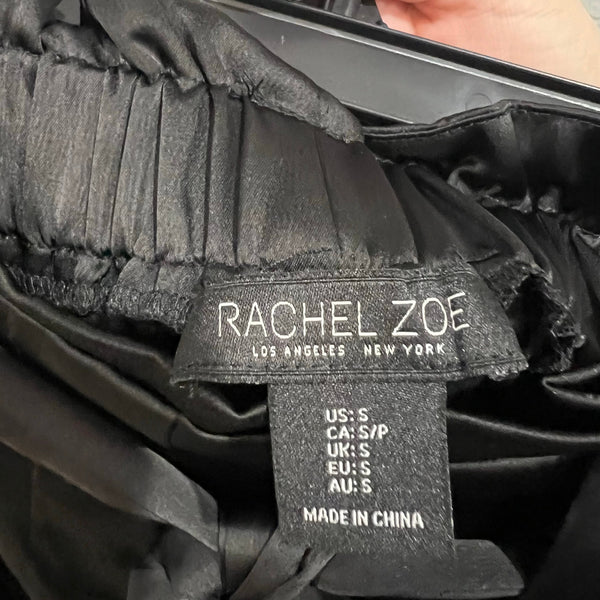 RACHEL ZOE
LOS ANGELES NEW YORK
US: S
CA: S/P
UK: S
EU: S
AU: S
MADE IN CHINA